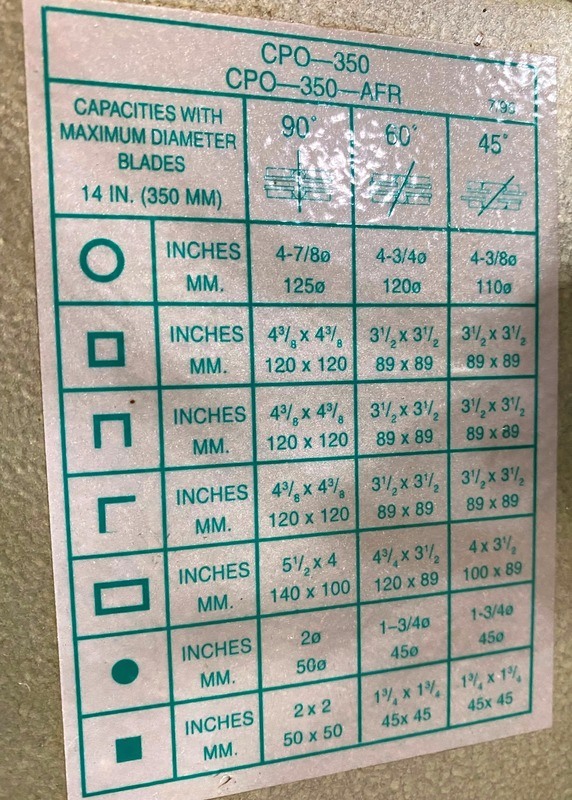 CPO—350
CPO—350—AFR
7/93
CAPACITIES WITH
MAXIMUM DIAMETER
BLADES
14 IN. (350 MM)
90°
60°
45°
INCHES 4-7/8ø 4-3/4ø 4-3/8ø
MM. 125ø 120ø 110ø
INCHES 4³/₈ x 4³/₈ 3¹/₂ x 3¹/₂ 3¹/₂ x 3¹/₂
MM. 120 x 120 89 x 89 89 x 89
INCHES 4³/₈ x 4³/₈ 3¹/₂ x 3¹/₂ 3¹/₂ x 3¹/₂
MM. 120 x 120 89 x 89 89 x 89
INCHES 4³/₈ x 4³/₈ 3¹/₂ x 3¹/₂ 3¹/₂ x 3¹/₂
MM. 120 x 120 89 x 89 89 x 89
INCHES 5¹/₂ x 4 4³/₄ x 3¹/₂ 4 x 3¹/₂
MM. 140 x 100 120 x 89 100 x 89
INCHES 2ø 1–3/4ø 1-3/4ø
MM. 50ø 45ø 45ø
INCHES 2 x 2 1³/₄ x 1³/₄ 1³/₄ x 1³/₄
MM. 50 x 50 45x 45 45x 45